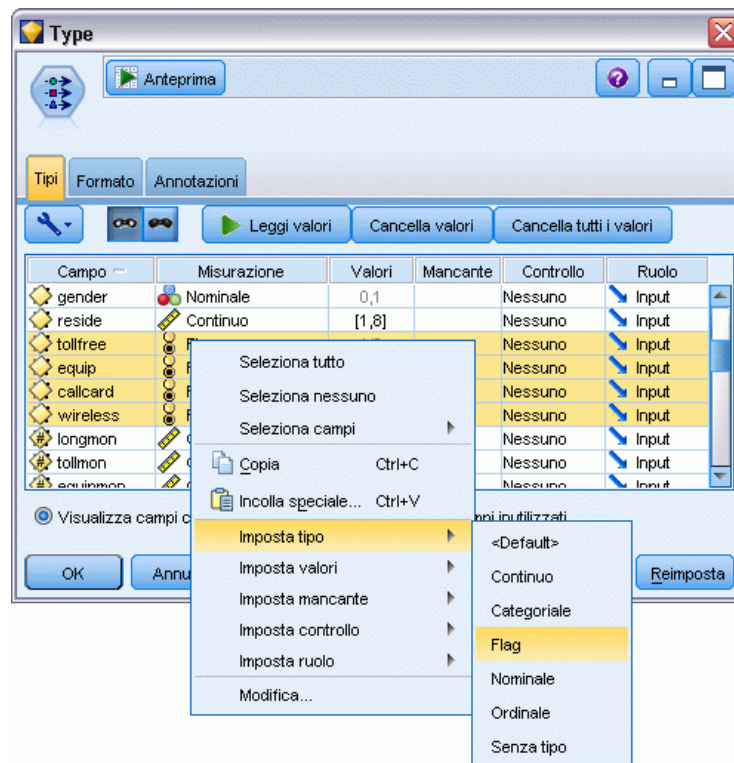 Type
Anteprima
Tipi Formato Annotazioni
Leggi valori Cancella valori Cancella tutti i valori
Campo Misurazione Valori Mancante Controllo Ruolo
gender Nominale 0,1 Nessuno Input
reside Continuo [1,8] Nessuno Input
tollfree Nessuno Input
equip Nessuno Input
callcard Nessuno Input
wireless Nessuno Input
longmon Nessuno Input
tollmon Nessuno Input
equipmon Nessuno Input
Visualizza campi inutilizzati
OK Reimposta
Seleziona tutto
Seleziona nessuno
Seleziona campi
Copia Ctrl+C
Incolla speciale... Ctrl+V
Imposta tipo
Imposta valori
Imposta mancante
Imposta controllo
Imposta ruolo
Modifica...
<Default>
Continuo
Categoriale
Flag
Nominale
Ordinale
Senza tipo